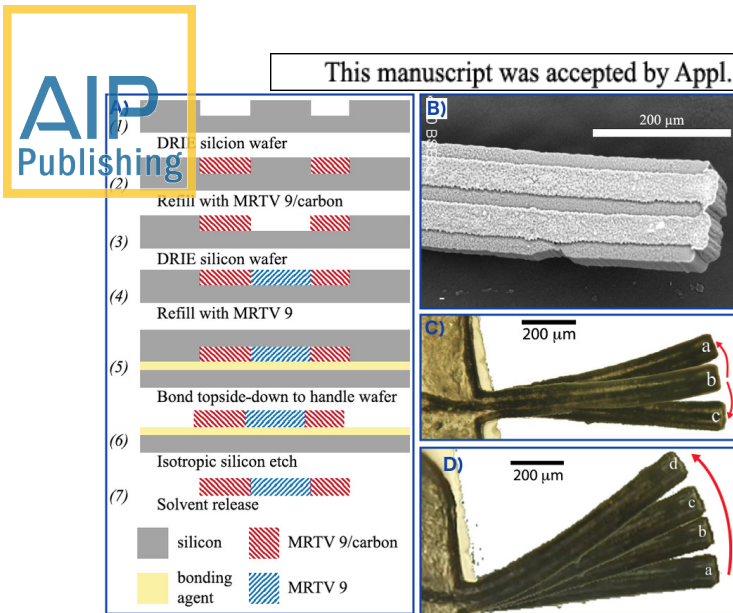 AIP
Publishing
This manuscript was accepted by Appl.
A)
(1)
DRIE silcion wafer
(2)
Refill with MRTV 9/carbon
(3)
DRIE silicon wafer
(4)
Refill with MRTV 9
(5)
Bond topside-down to handle wafer
(6)
Isotropic silicon etch
(7)
Solvent release
silicon
MRTV 9/carbon
bonding
agent
MRTV 9
B)
200 μm
C)
200 μm
a
b
c
D)
200 μm
d
c
b
a